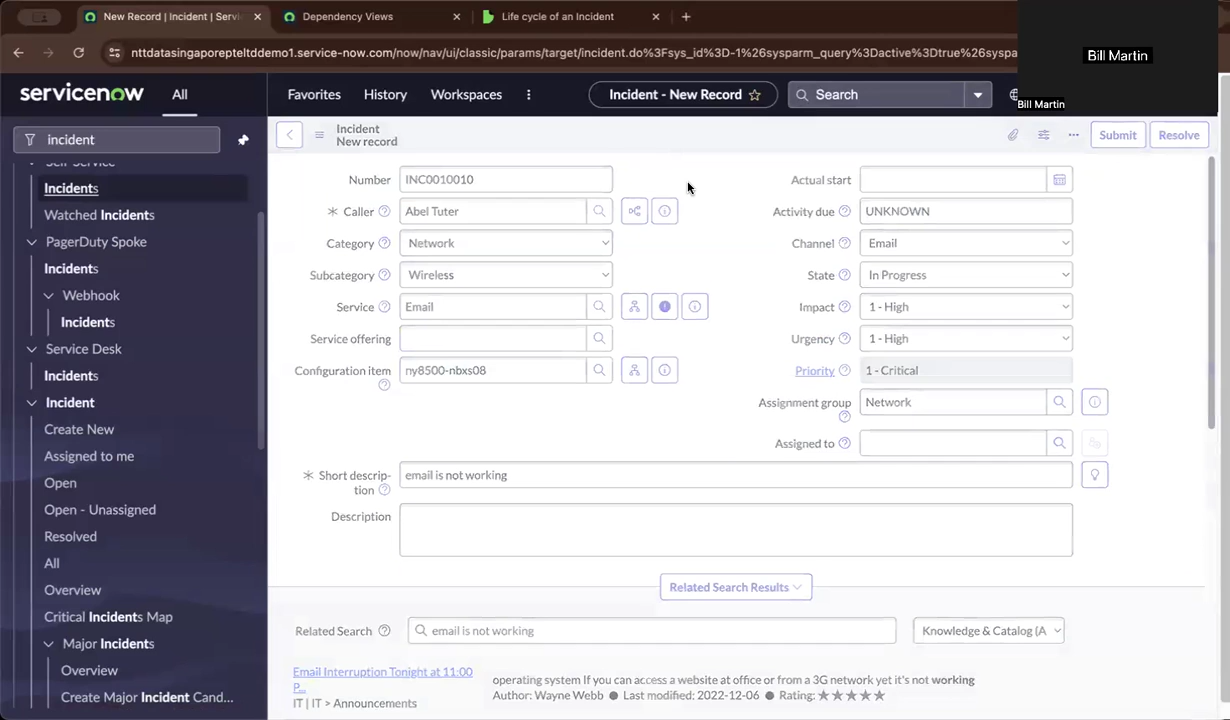 New Record | Incident | Servi
Dependency Views
Life cycle of an Incident
nttdatasingaporepteltddemo1.service-now.com/now/nav/ui/classic/params/target/incident.do%3Fsys_id%3D-1%26sysparm_query%3Dactive%3Dtrue%26syspa
Bill Martin
Bill Martin
servicenow
All
Favorites
History
Workspaces
Incident - New Record
Search
incident
Self-Service
Incidents
Watched Incidents
PagerDuty Spoke
Incidents
Webhook
Incidents
Service Desk
Incidents
Incident
Create New
Assigned to me
Open
Open - Unassigned
Resolved
All
Overview
Critical Incidents Map
Major Incidents
Overview
Create Major Incident Cand...
Incident
New record
Submit
Resolve
Number INC0010010
Actual start
Caller Abel Tuter
Activity due UNKNOWN
Category Network
Channel Email
Subcategory Wireless
State In Progress
Service Email
Impact 1 - High
Service offering
Urgency 1 - High
Configuration item ny8500-nbxs08
Priority 1 - Critical
Assignment group Network
Assigned to
Short descrip-
tion
email is not working
Description
Related Search Results
Related Search email is not working Knowledge & Catalog (A
Email Interruption Tonight at 11:00
P...
IT | IT > Announcements
operating system If you can access a website at office or from a 3G network yet it's not working
Author: Wayne Webb ● Last modified: 2022-12-06 ● Rating: ★★★★★